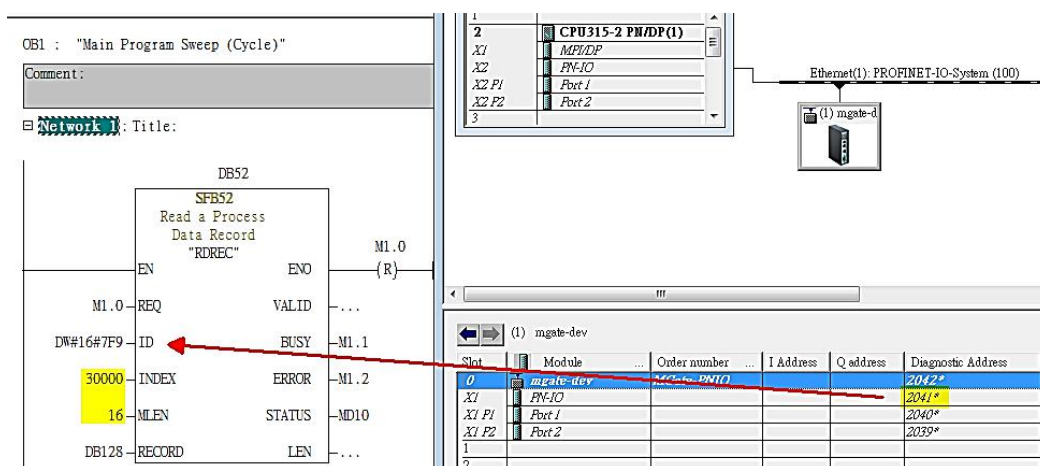 OB1 : "Main Program Sweep (Cycle)"
Comment:
Network 1: Title:
DB52
SFB52
Read a Process
Data Record
"RDREC"
EN ENO
M1.0
(R)
M1.0 REQ VALID ...
DW#16#7F9 ID BUSY M1.1
30000 INDEX ERROR M1.2
16 MLEN STATUS MD10
DB128 RECORD LEN ...
1
2 CPU315-2 PN/DP(1)
X1 MPI/DP
X2 PN-IO
X2 P1 Port 1
X2 P2 Port 2
3
Ethernet(1): PROFINET-IO-System (100)
(1) mgate-d
(1) mgate-dev
Slot Module ... Order number ... I Address Q address Diagnostic Address
0 mgate-dev MGate-PNIO 2042*
X1 PN-IO 2041*
X1 P1 Port 1 2040*
X1 P2 Port 2 2039*
1
2